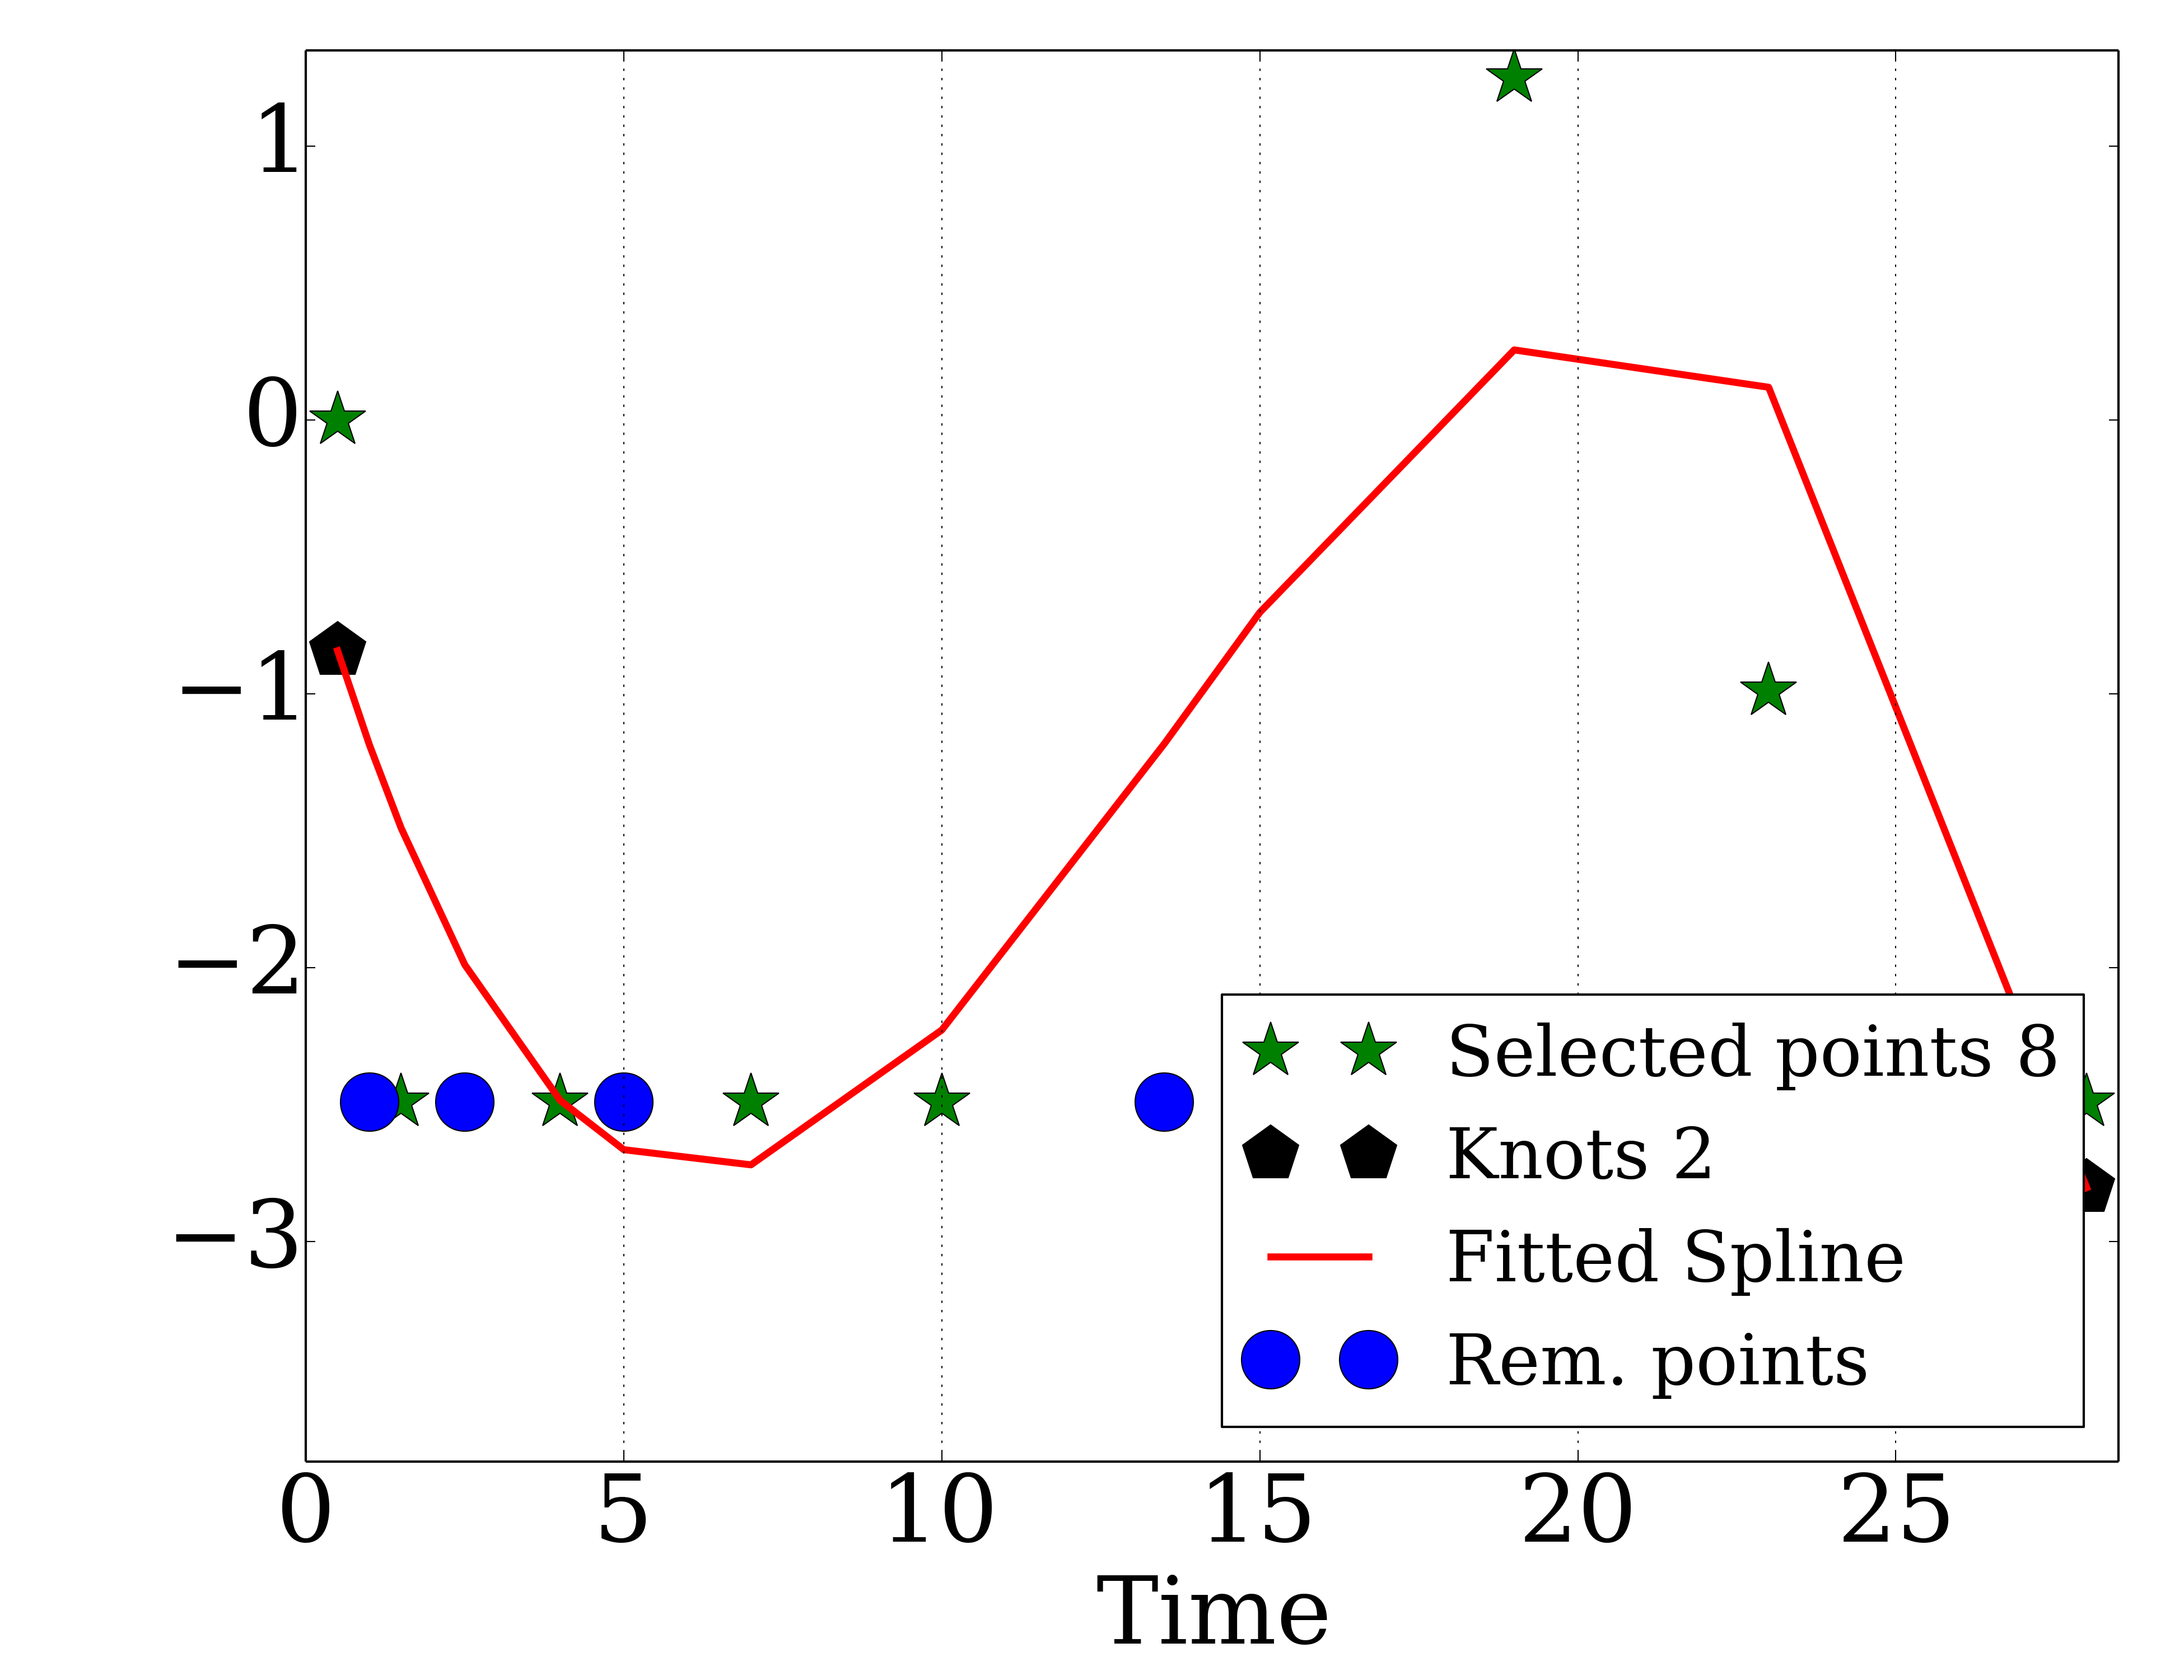 1
0
−1
−2
−3
Selected points 8
Knots 2
Fitted Spline
Rem. points
0 5 10 15 20 25
Time